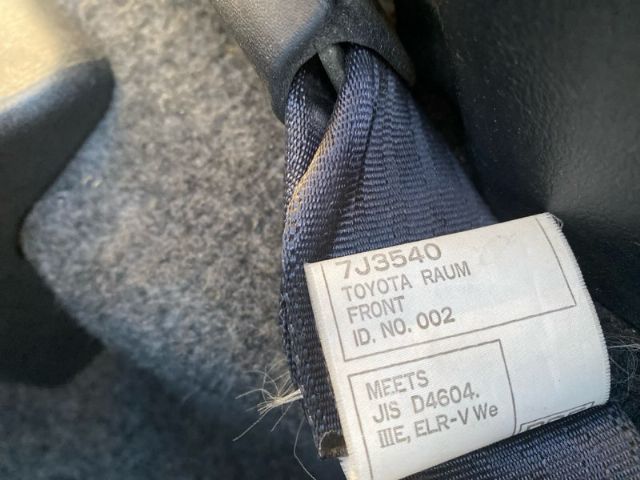 7J3540
TOYOTA RAUM
FRONT
ID. NO. 002
MEETS
JIS D4604.
IIIE, ELR-V We